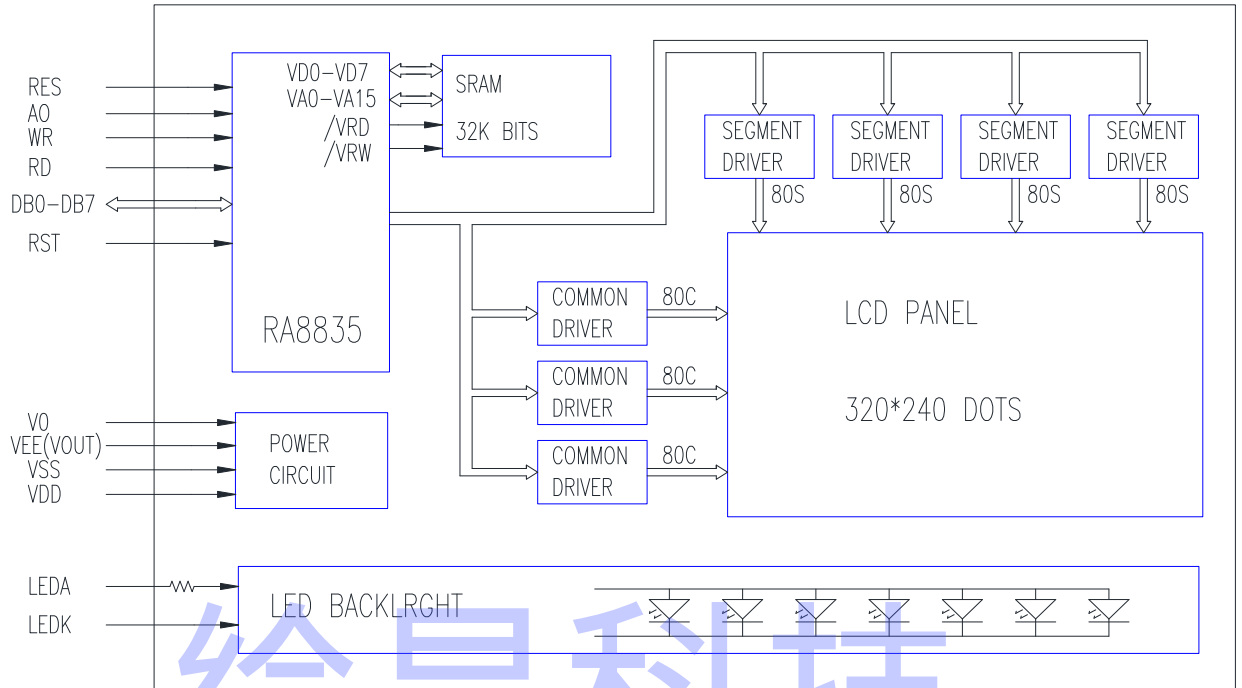 RES
A0
WR
RD
DB0-DB7
RST
VD0-VD7
VA0-VA15
/VRD
/VRW
RA8835
SRAM
32K BITS
SEGMENT
DRIVER
SEGMENT
DRIVER
SEGMENT
DRIVER
SEGMENT
DRIVER
80S
80S
80S
80S
COMMON
DRIVER
80C
COMMON
DRIVER
80C
COMMON
DRIVER
80C
LCD PANEL
320*240 DOTS
V0
VEE(VOUT)
VSS
VDD
POWER
CIRCUIT
LEDA
LEDK
LED BACKLRGHT